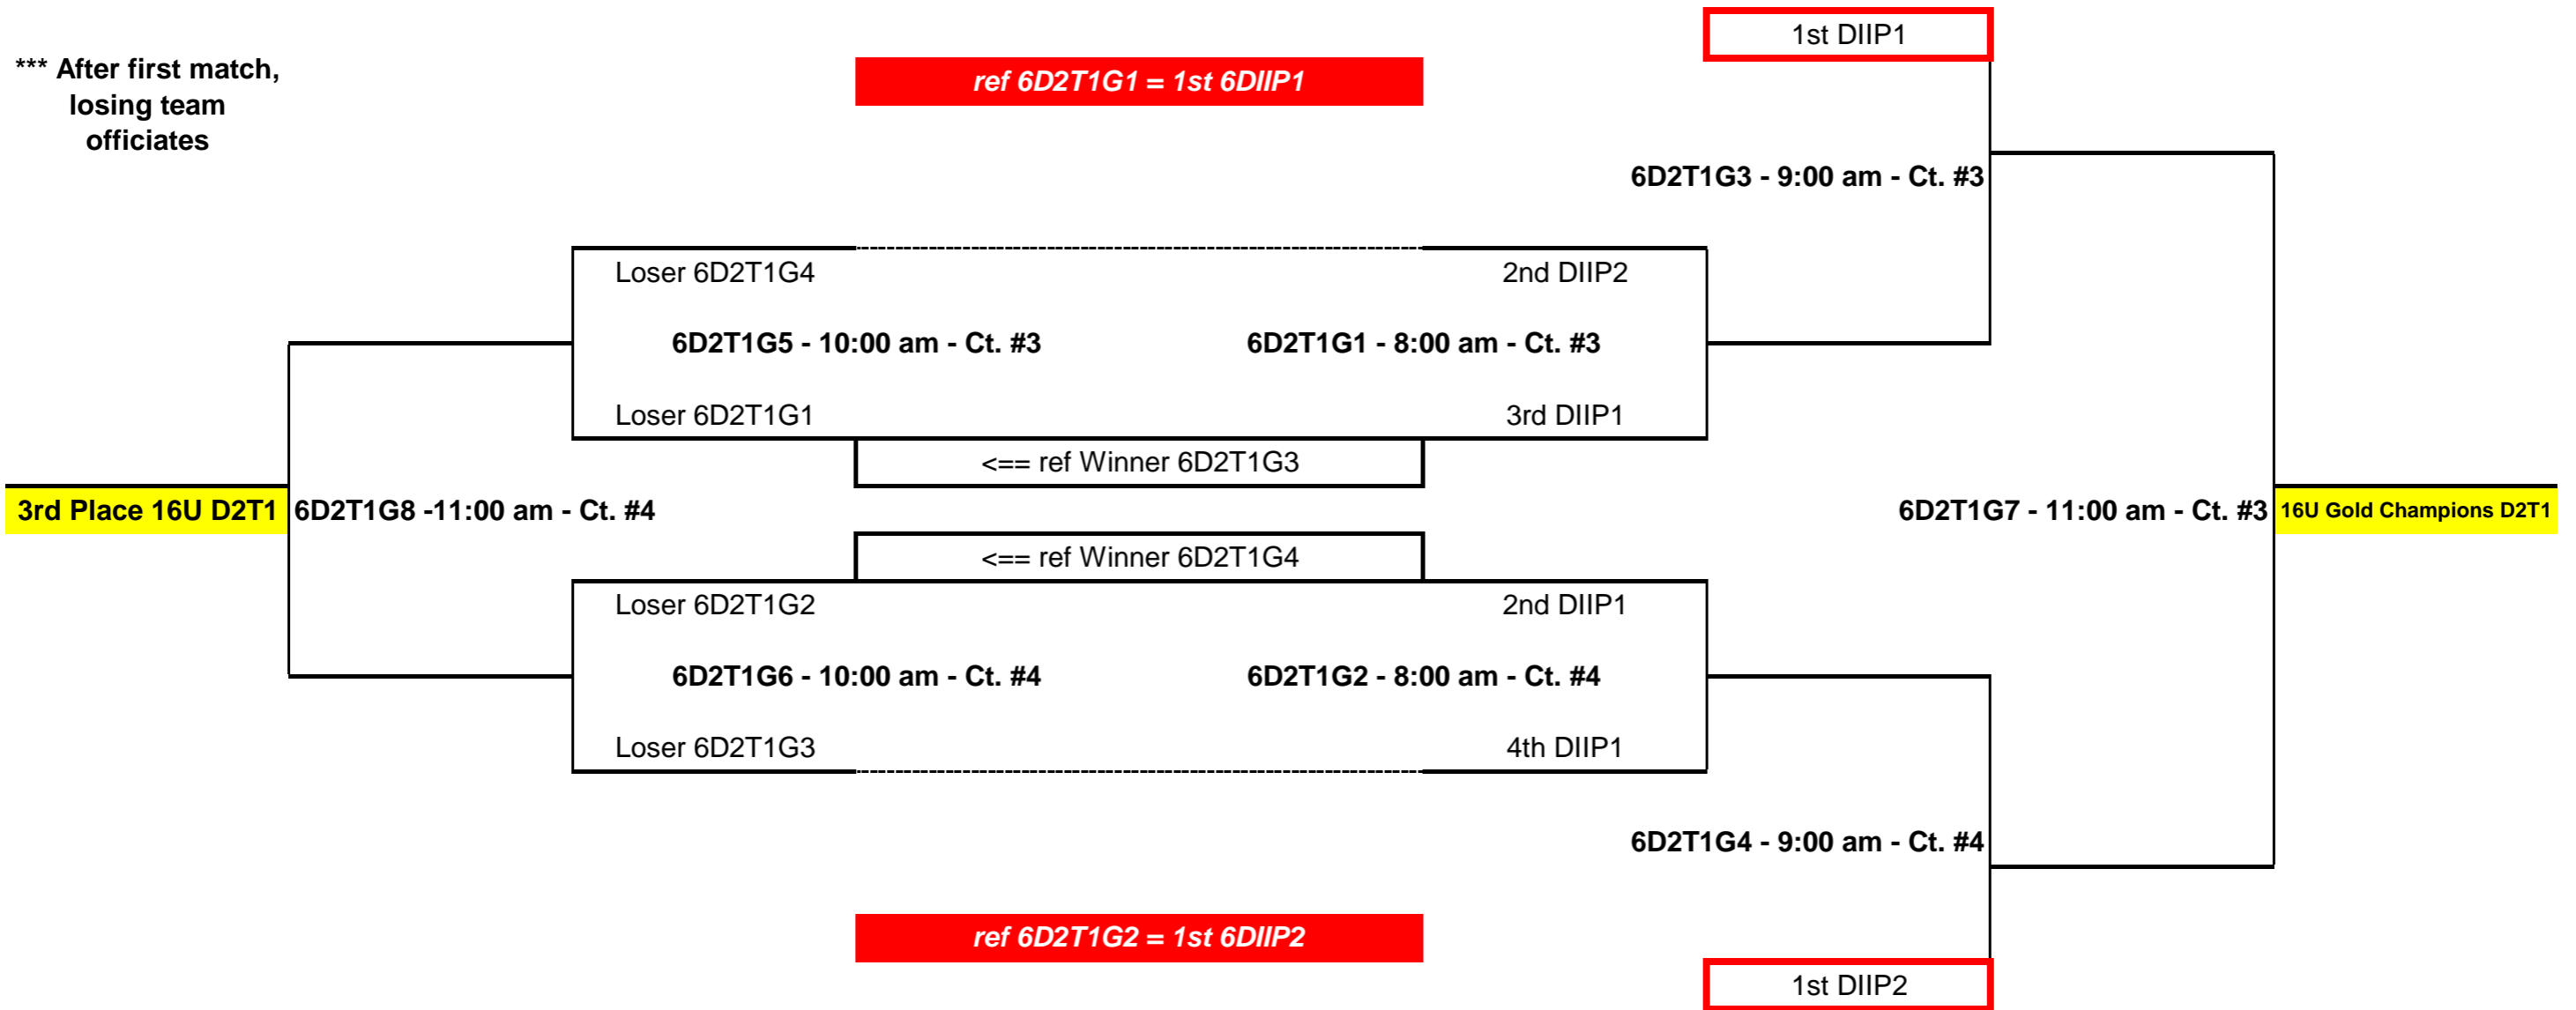 1st DIIP1
*** After first match,
losing team
officiates
ref 6D2T1G1 = 1st 6DIIP1
6D2T1G3 - 9:00 am - Ct. #3
Loser 6D2T1G4
2nd DIIP2
6D2T1G5 - 10:00 am - Ct. #3
6D2T1G1 - 8:00 am - Ct. #3
Loser 6D2T1G1
3rd DIIP1
<== ref Winner 6D2T1G3
3rd Place 16U D2T1
6D2T1G8 -11:00 am - Ct. #4
6D2T1G7 - 11:00 am - Ct. #3
16U Gold Champions D2T1
<== ref Winner 6D2T1G4
Loser 6D2T1G2
2nd DIIP1
6D2T1G6 - 10:00 am - Ct. #4
6D2T1G2 - 8:00 am - Ct. #4
Loser 6D2T1G3
4th DIIP1
6D2T1G4 - 9:00 am - Ct. #4
ref 6D2T1G2 = 1st 6DIIP2
1st DIIP2